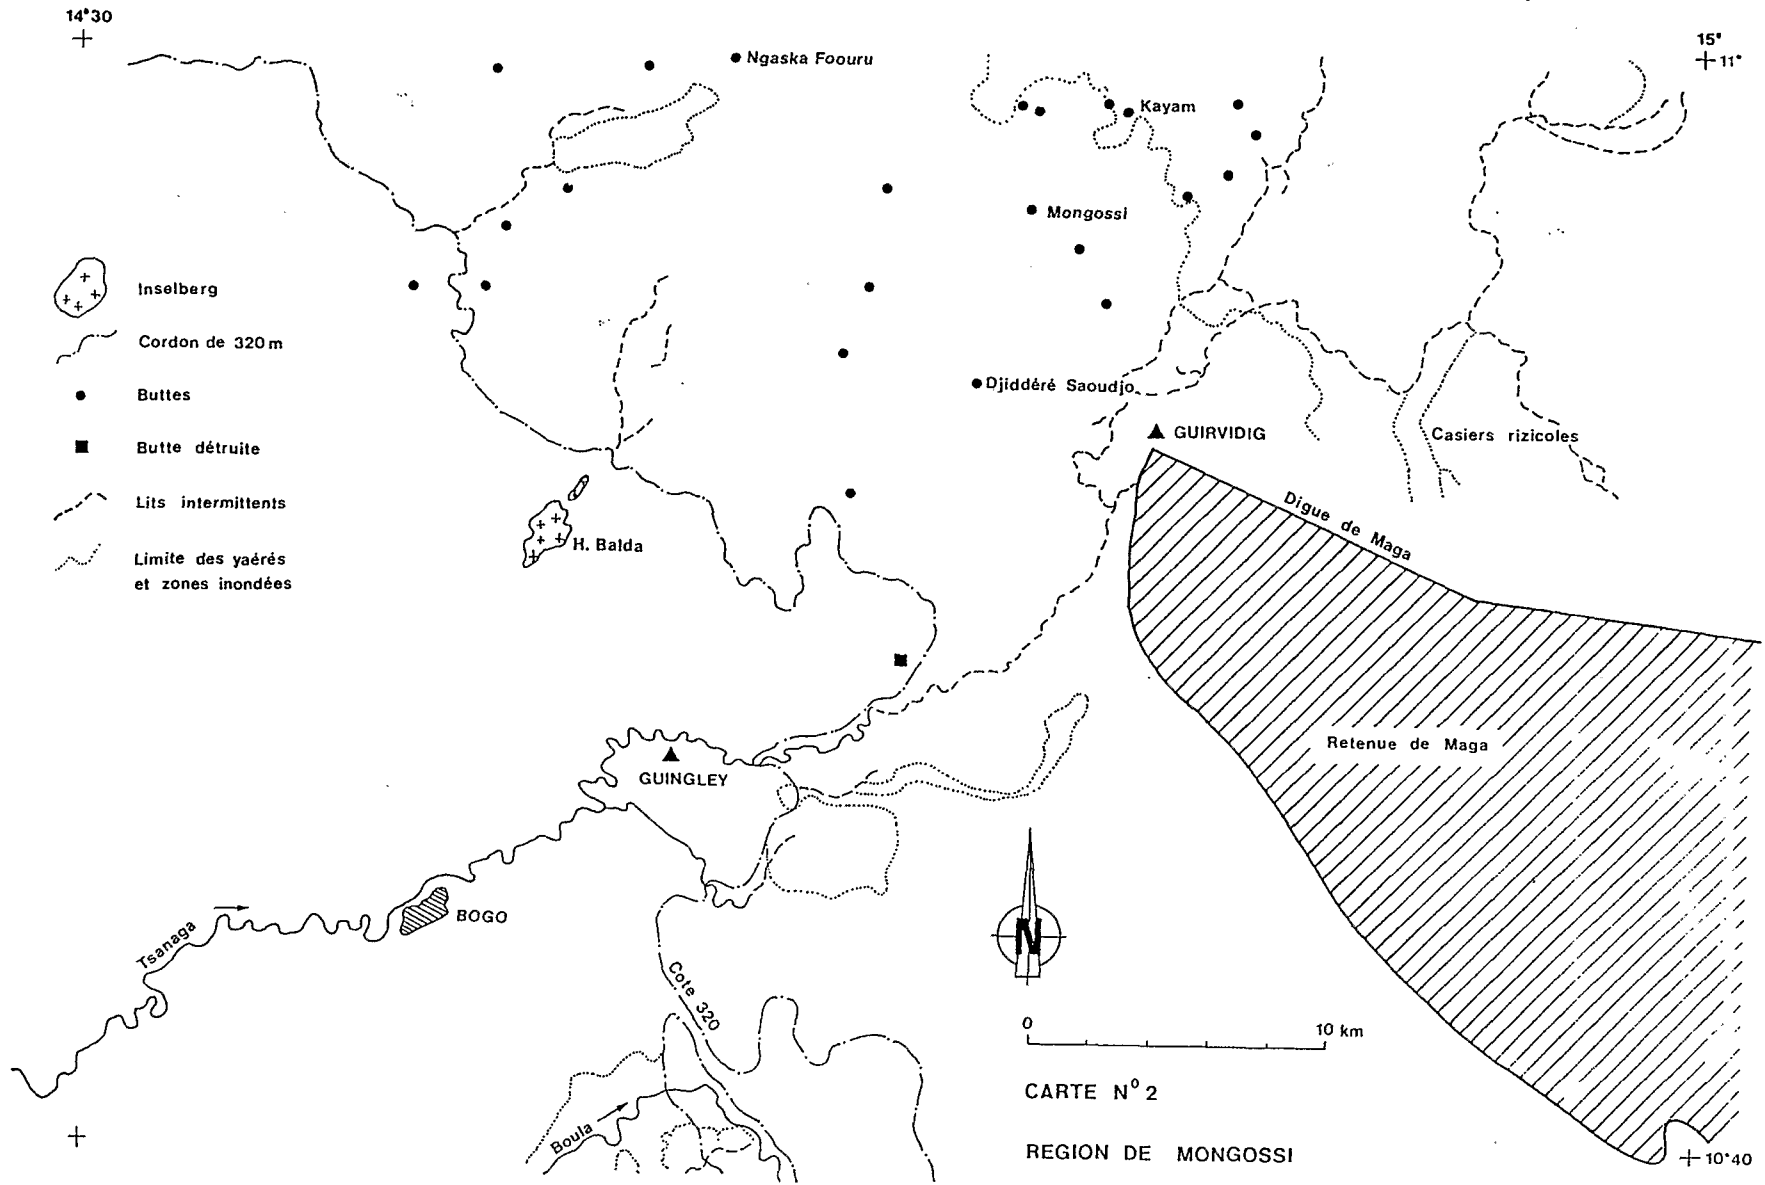 14°30
15°
11°
Ngaska Foouru
Kayam
Mongossi
Inselberg
Cordon de 320 m
Buttes
Butte détruite
Lits intermittents
Limite des yaérés
et zones inondées
Djiddéré Saoudjo
GUIRVIDIG
Casiers rizicoles
Digue de Maga
H. Balda
Retenue de Maga
GUINGLEY
BOGO
Tsanaga
Cote 320
Boula
N
0
10 km
CARTE N° 2
REGION DE MONGOSSI
10°40